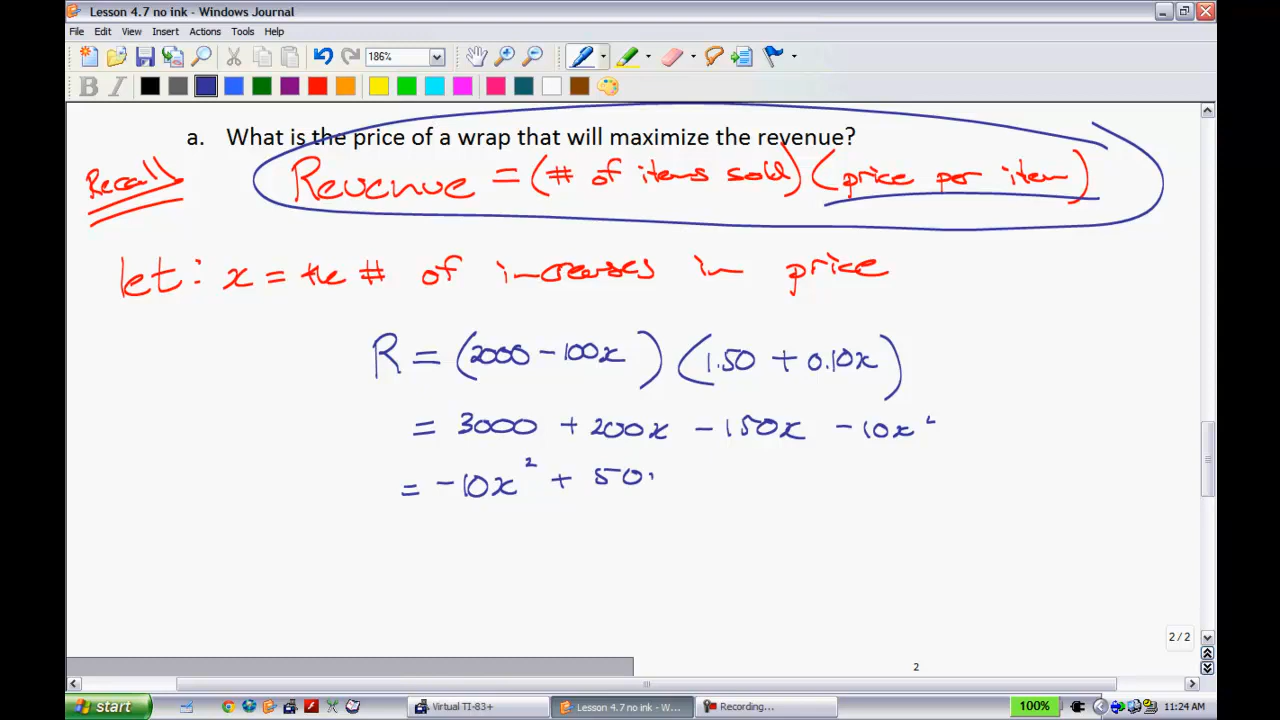 Lesson 4.7 no ink - Windows Journal
File Edit View Insert Actions Tools Help
186%
a. What is the price of a wrap that will maximize the revenue?
Recall Revenue = (# of items sold) (price per item)
let: x = the # of increases in price
R = (2000 - 100x) (1.50 + 0.10x)
= 3000 + 200x - 150x - 10x²
= -10x² + 50
2 / 2
2
start Virtual TI-83+ Lesson 4.7 no ink - W... Recording... 100% 11:24 AM